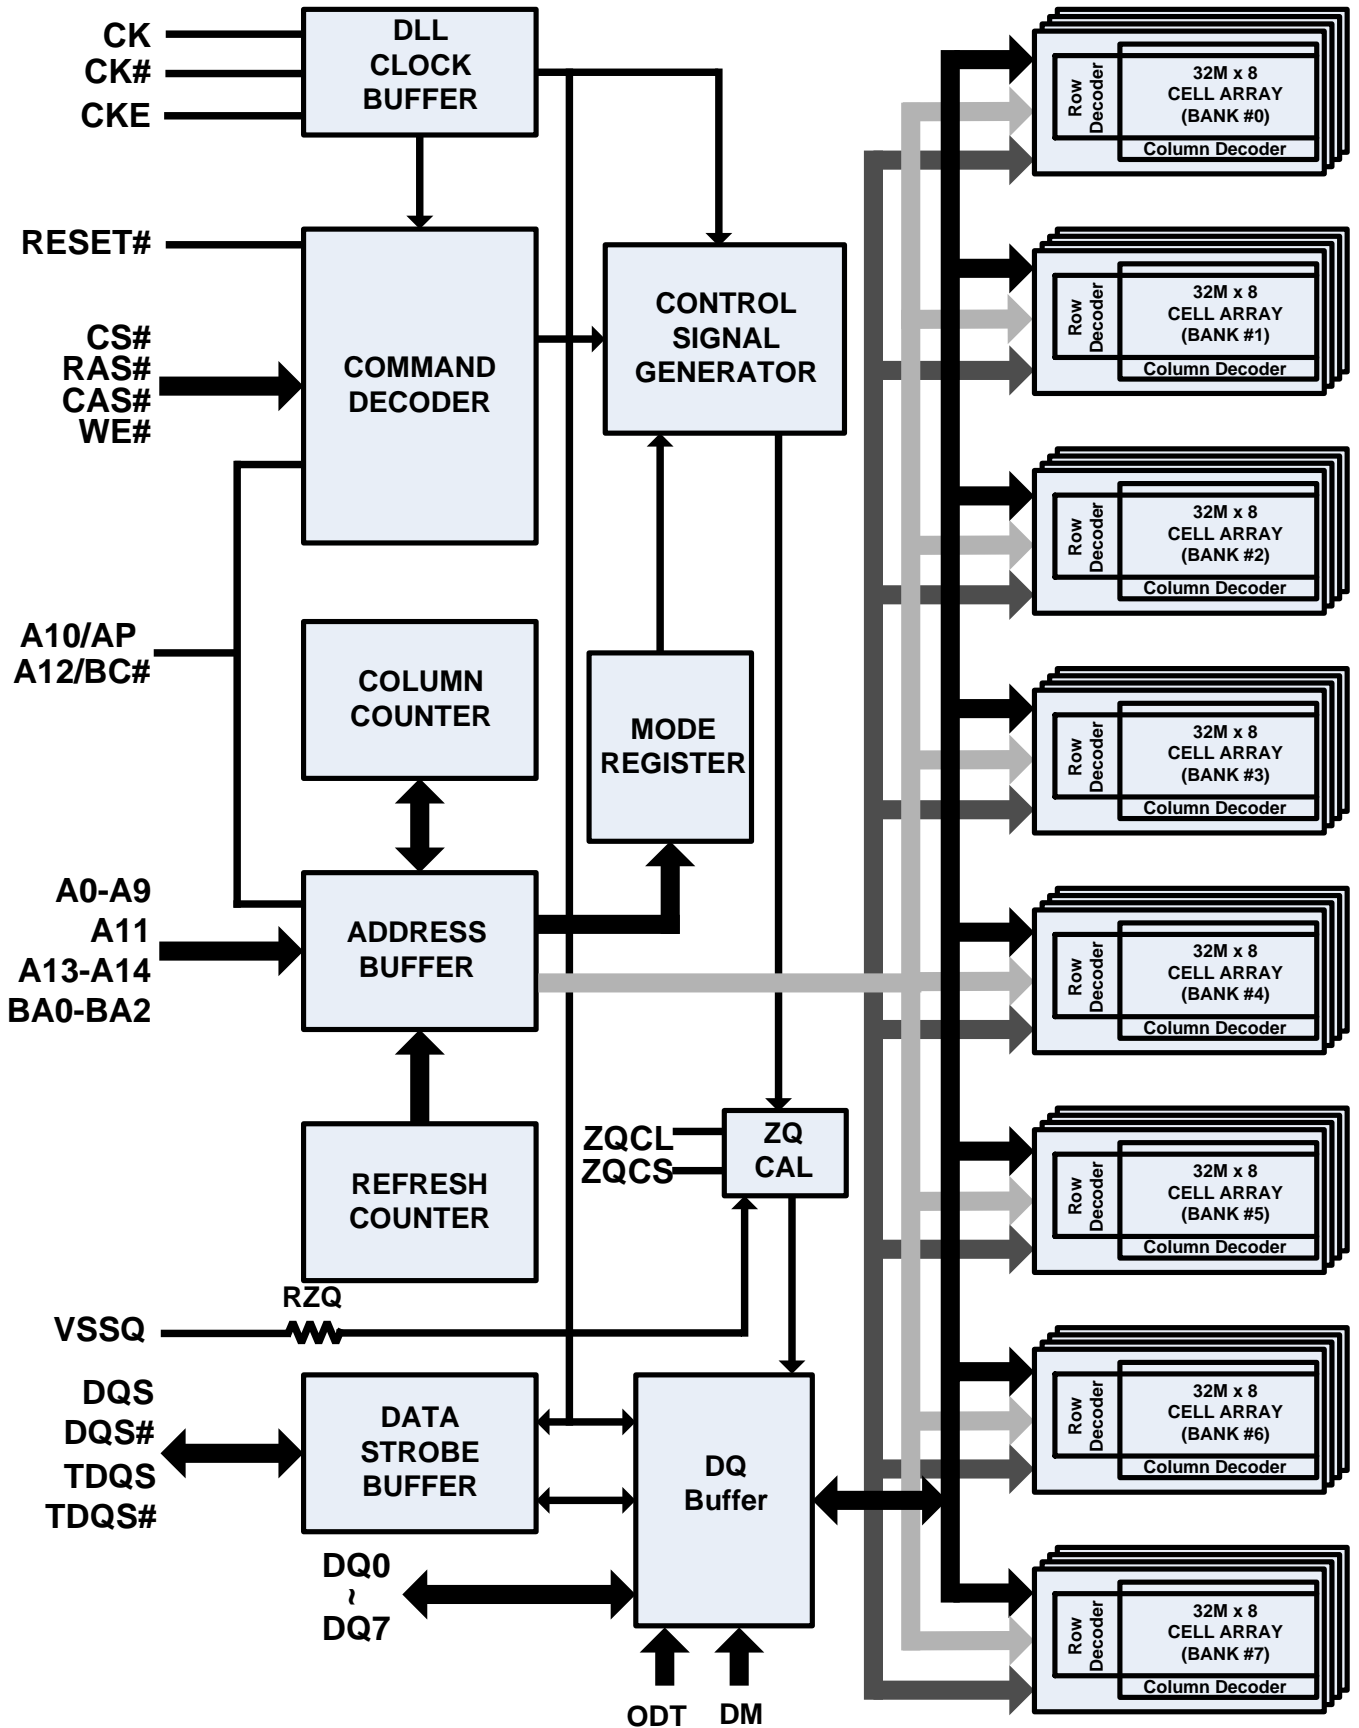 CK
CK#
CKE
DLL
CLOCK
BUFFER
RESET#
CS#
RAS#
CAS#
WE#
COMMAND
DECODER
CONTROL
SIGNAL
GENERATOR
A10/AP
A12/BC#
COLUMN
COUNTER
MODE
REGISTER
A0-A9
A11
A13-A14
BA0-BA2
ADDRESS
BUFFER
REFRESH
COUNTER
ZQCL
ZQCS
ZQ
CAL
RZQ
VSSQ
DQS
DQS#
TDQS
TDQS#
DATA
STROBE
BUFFER
DQ
Buffer
DQ0
~
DQ7
ODT
DM
Row
Decoder
32M x 8
CELL ARRAY
(BANK #0)
Column Decoder
Row
Decoder
32M x 8
CELL ARRAY
(BANK #1)
Column Decoder
Row
Decoder
32M x 8
CELL ARRAY
(BANK #2)
Column Decoder
Row
Decoder
32M x 8
CELL ARRAY
(BANK #3)
Column Decoder
Row
Decoder
32M x 8
CELL ARRAY
(BANK #4)
Column Decoder
Row
Decoder
32M x 8
CELL ARRAY
(BANK #5)
Column Decoder
Row
Decoder
32M x 8
CELL ARRAY
(BANK #6)
Column Decoder
Row
Decoder
32M x 8
CELL ARRAY
(BANK #7)
Column Decoder